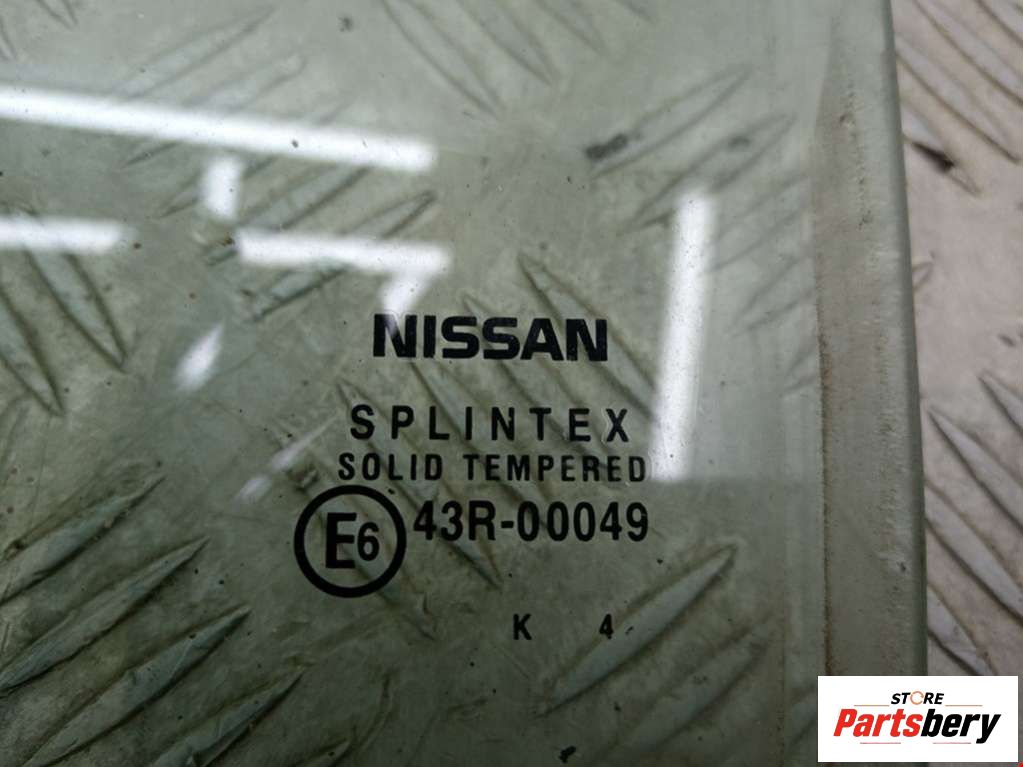 NISSAN
SPLINTEX
SOLID TEMPERED
E6 43R-00049
K 4
STORE
Partsbery